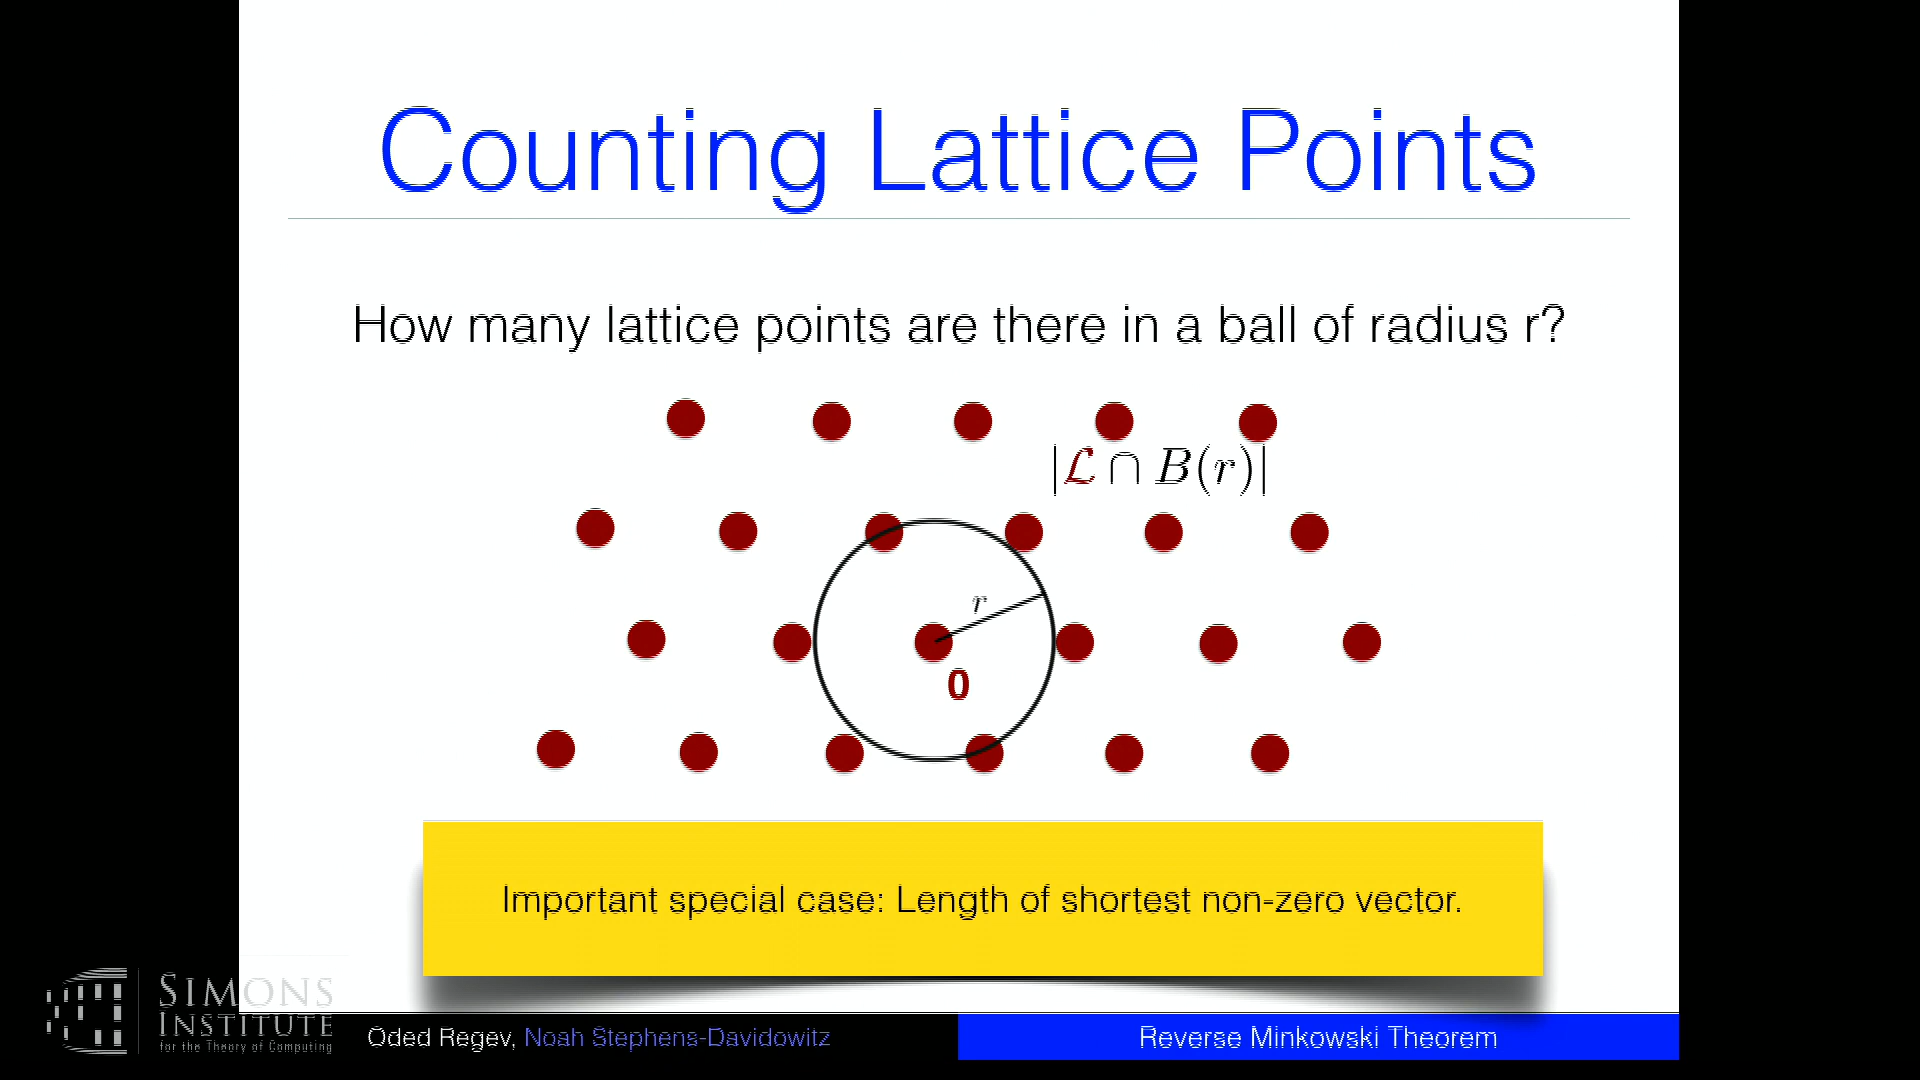 Counting Lattice Points
How many lattice points are there in a ball of radius r?
|ℒ ∩ B(r)|
r
0
Important special case: Length of shortest non-zero vector.
SIMONS
INSTITUTE
for the Theory of Computing
Oded Regev, Noah Stephens-Davidowitz
Reverse Minkowski Theorem